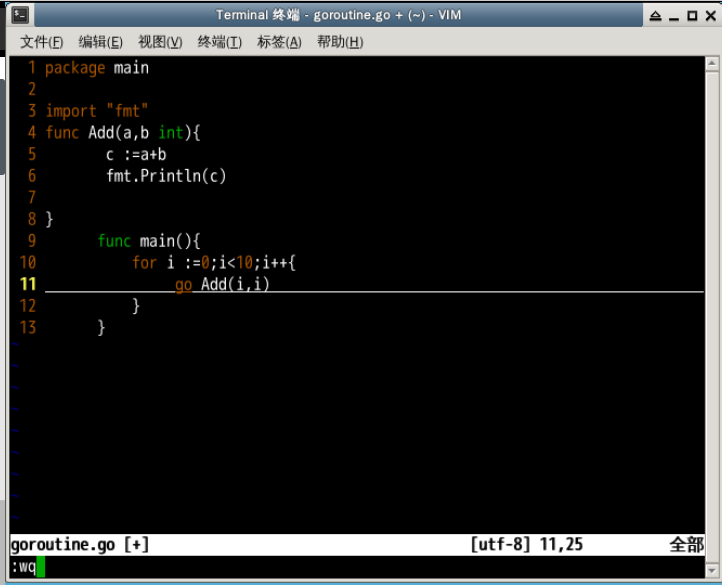 Terminal 终端 - goroutine.go + (~) - VIM
文件(F) 编辑(E) 视图(V) 终端(T) 标签(A) 帮助(H)
1 package main
2
3 import "fmt"
4 func Add(a,b int){
5        c :=a+b
6        fmt.Println(c)
7
8 }
9       func main(){
10           for i :=0;i<10;i++{
11                go Add(i,i)
12           }
13       }
~
~
~
~
~
~
~
~
~
goroutine.go [+] [utf-8] 11,25 全部
:wq